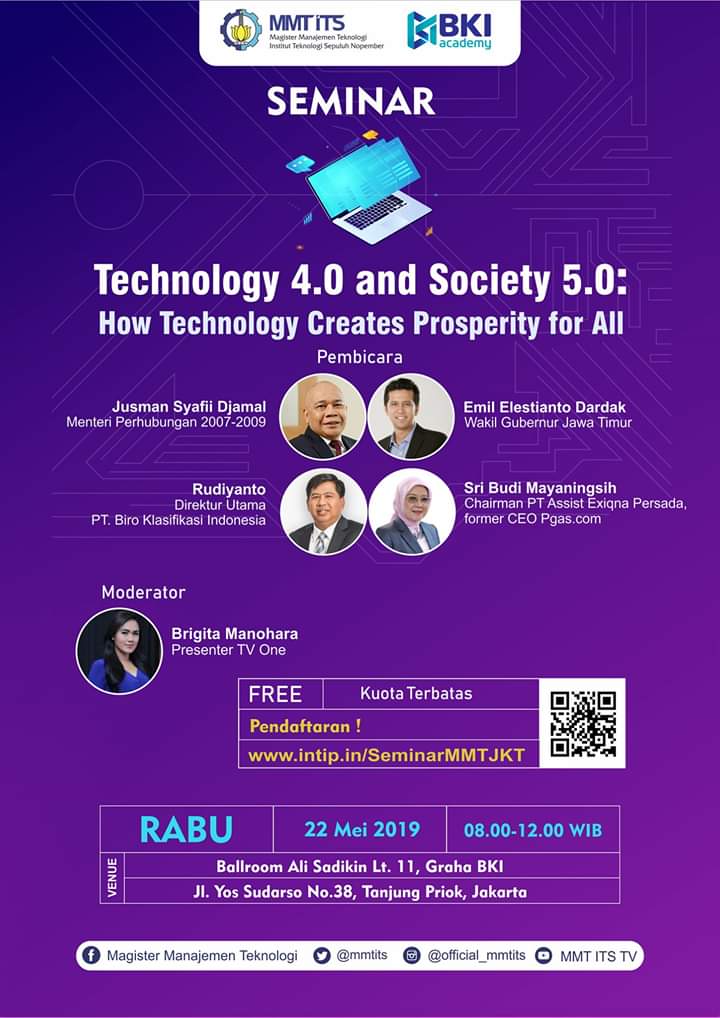 MMT ITS
Magister Manajemen Teknologi
Institut Teknologi Sepuluh Nopember
BKI
academy
SEMINAR
Technology 4.0 and Society 5.0:
How Technology Creates Prosperity for All
Pembicara
Jusman Syafii Djamal
Menteri Perhubungan 2007-2009
Emil Elestianto Dardak
Wakil Gubernur Jawa Timur
Rudiyanto
Direktur Utama
PT. Biro Klasifikasi Indonesia
Sri Budi Mayaningsih
Chairman PT Assist Exiqna Persada,
former CEO Pgas.com
Moderator
Brigita Manohara
Presenter TV One
FREE
Kuota Terbatas
Pendaftaran !
www.intip.in/SeminarMMTJKT
RABU
22 Mei 2019
08.00-12.00 WIB
VENUE
Ballroom Ali Sadikin Lt. 11, Graha BKI
Jl. Yos Sudarso No.38, Tanjung Priok, Jakarta
Magister Manajemen Teknologi
@mmtits
@official_mmtits
MMT ITS TV